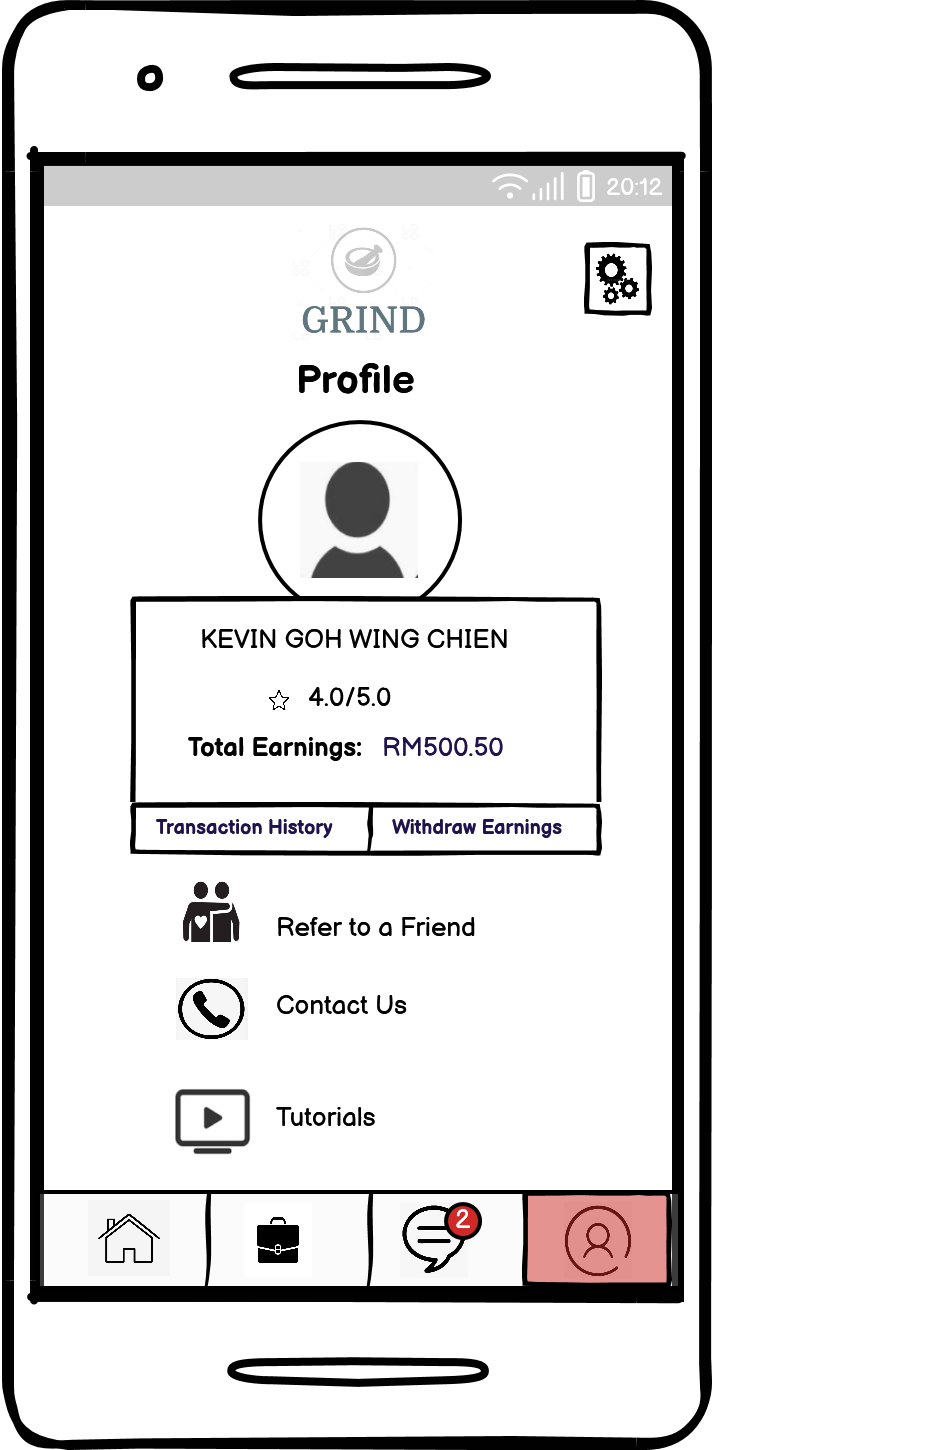 20:12
GRIND
Profile
KEVIN GOH WING CHIEN
4.0/5.0
Total Earnings: RM500.50
Transaction History Withdraw Earnings
Refer to a Friend
Contact Us
Tutorials
2